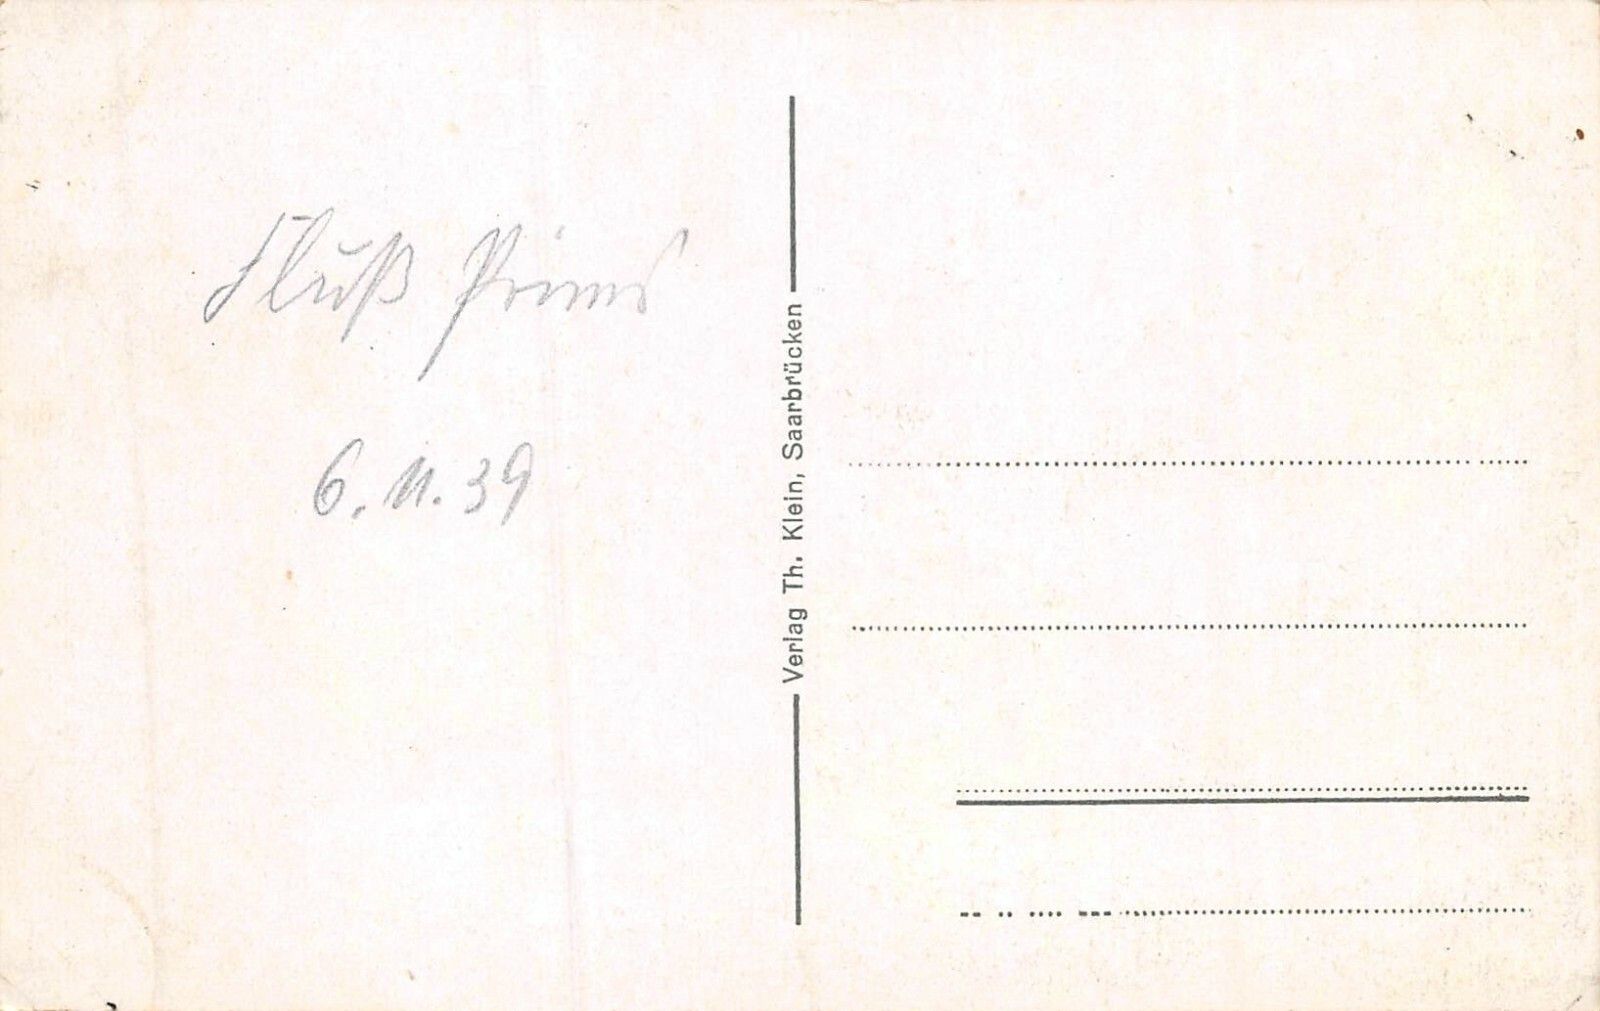 Fluß Prims
6. 11. 39
Verlag Th. Klein, Saarbrücken